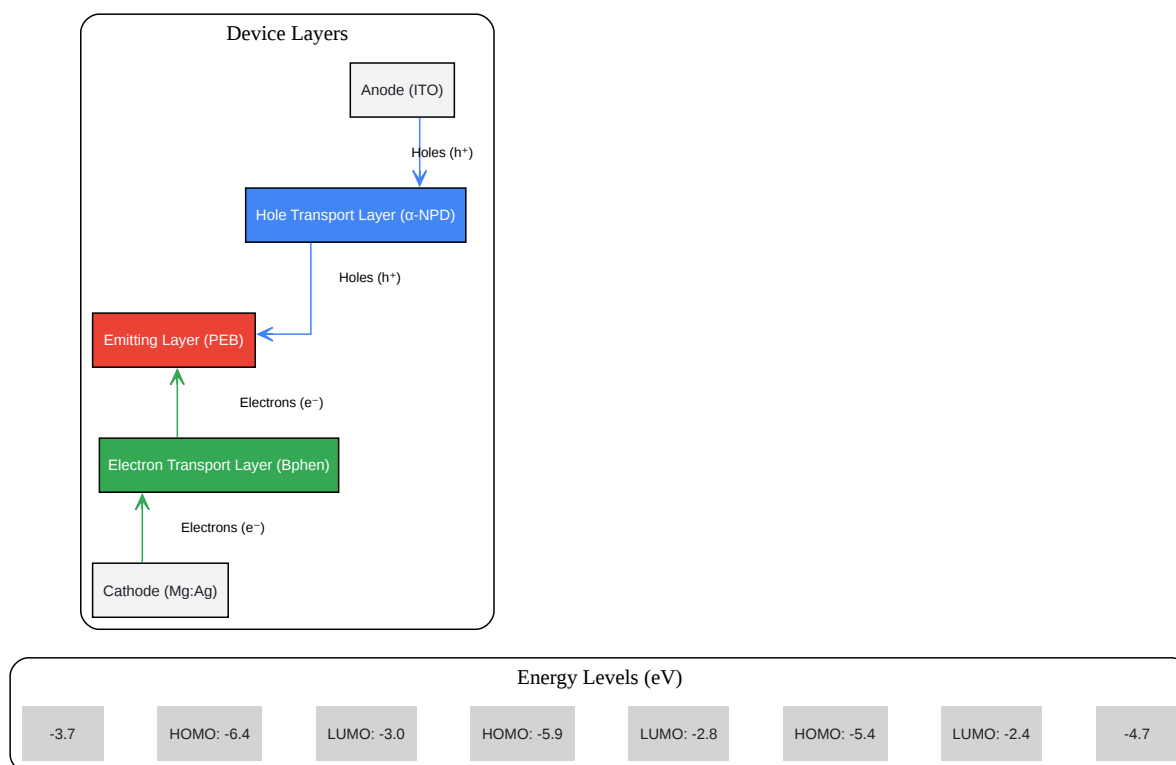 Device Layers
Anode (ITO)
Holes (h⁺)
Hole Transport Layer (α-NPD)
Holes (h⁺)
Emitting Layer (PEB)
Electrons (e⁻)
Electron Transport Layer (Bphen)
Electrons (e⁻)
Cathode (Mg:Ag)
Energy Levels (eV)
-3.7
HOMO: -6.4
LUMO: -3.0
HOMO: -5.9
LUMO: -2.8
HOMO: -5.4
LUMO: -2.4
-4.7